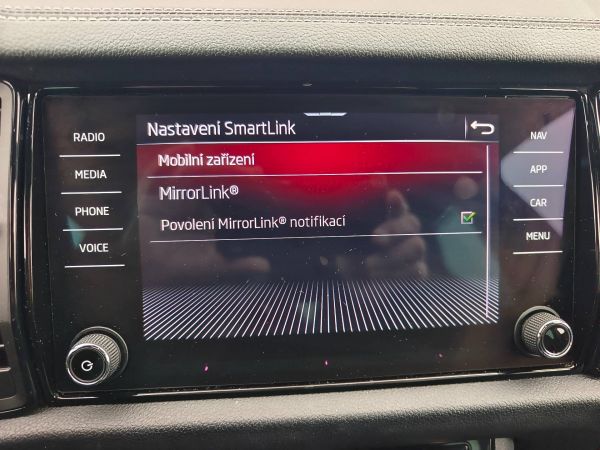 Nastavení SmartLink
RADIO
MEDIA
PHONE
VOICE
Mobilní zařízení
MirrorLink®
Povolení MirrorLink® notifikací
NAV
APP
CAR
MENU